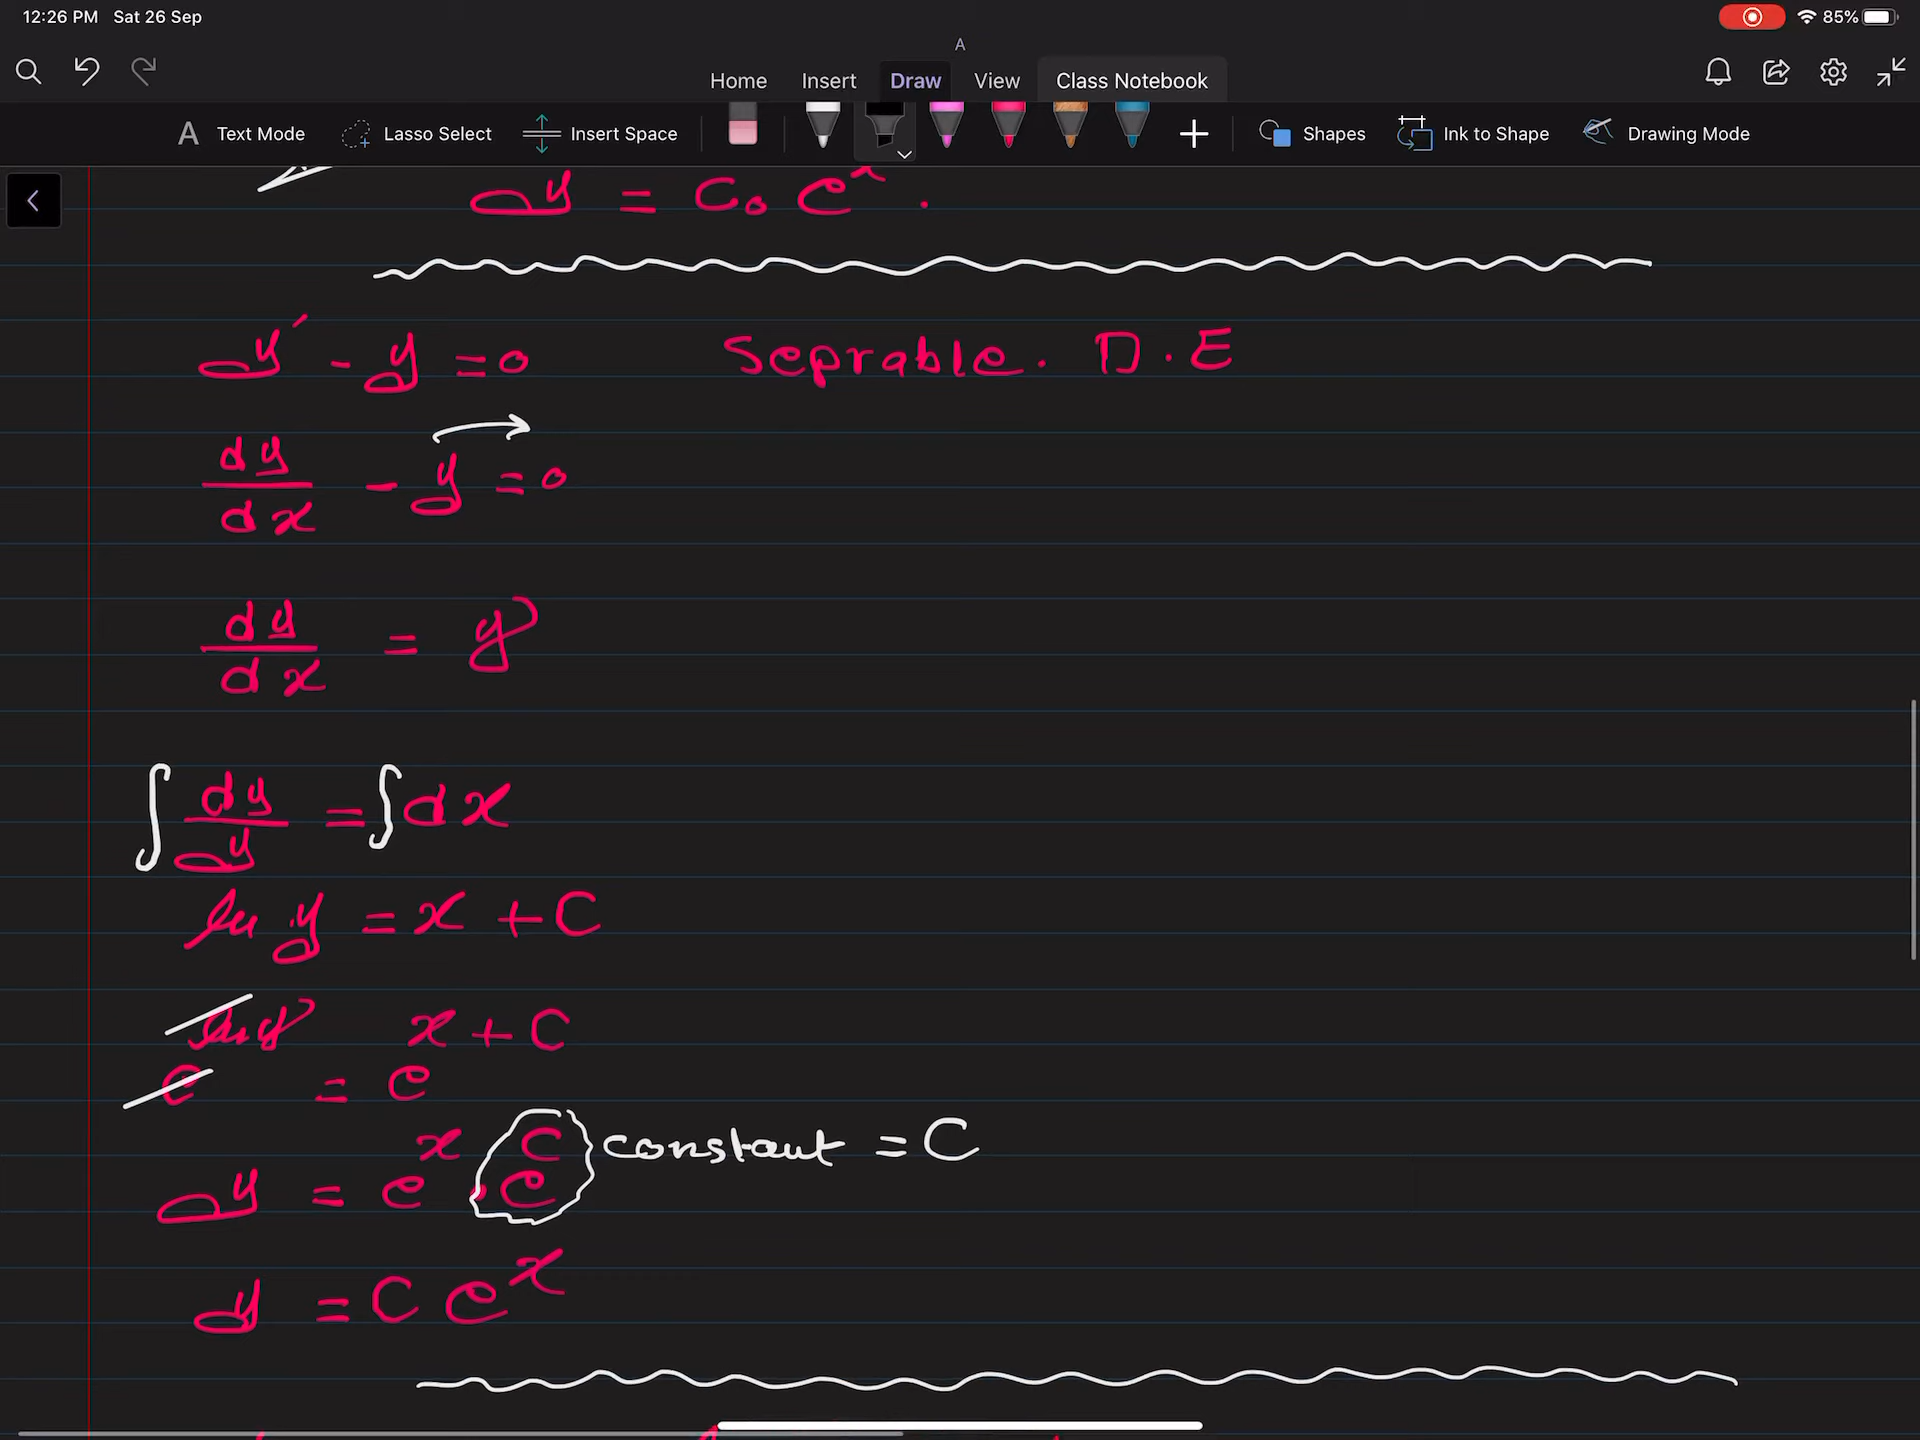 12:26 PM Sat 26 Sep 85%
A
Home Insert Draw View Class Notebook
A Text Mode Lasso Select Insert Space Shapes Ink to Shape Drawing Mode
y = C₀ eˣ .
y′ - y = 0 Seprable. D.E
dy/dx - y = 0
dy/dx = y
∫ dy/y = ∫ dx
ln y = x + C
e^(ln y) = e^(x + C)
y = eˣ . eᶜ constant = C
y = C eˣ